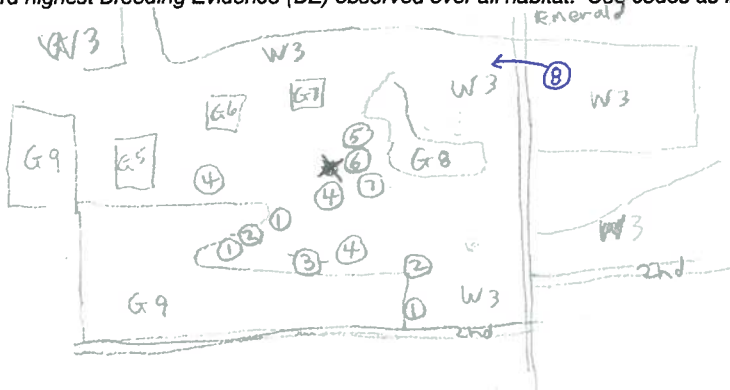 rd highest Breeding Evidence (BE) observed over all habitat. Use codes as
Emerald
W3
W3
8
W3
W3
G7
G6
5
G9
G5
6
G8
4
7
4
1
2
1
W3
4
3
2
2nd
G9
1
W3
2nd